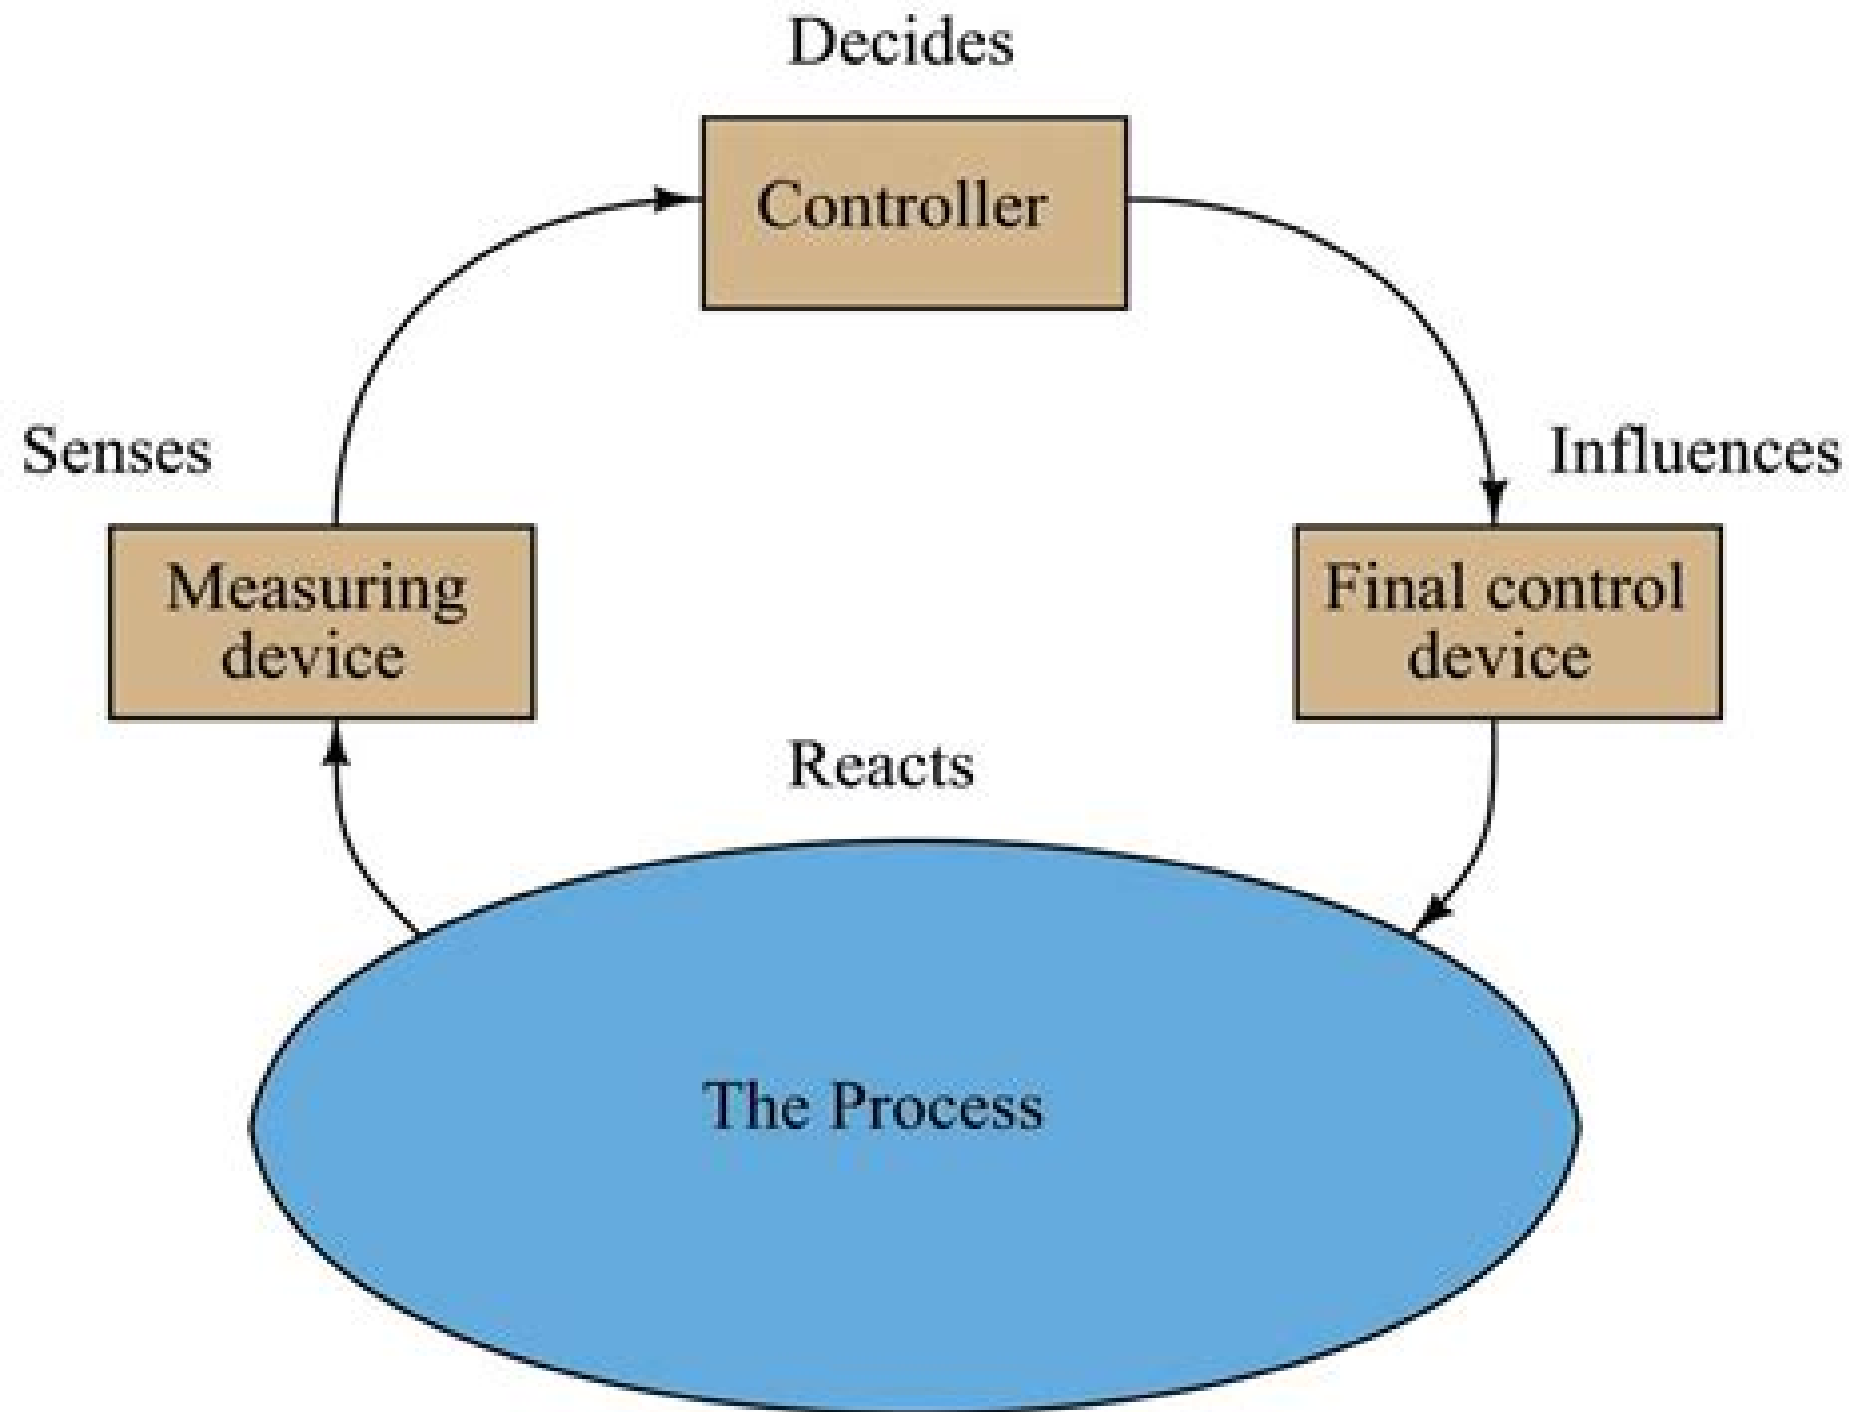 Decides
Controller
Senses
Influences
Measuring
device
Final control
device
Reacts
The Process